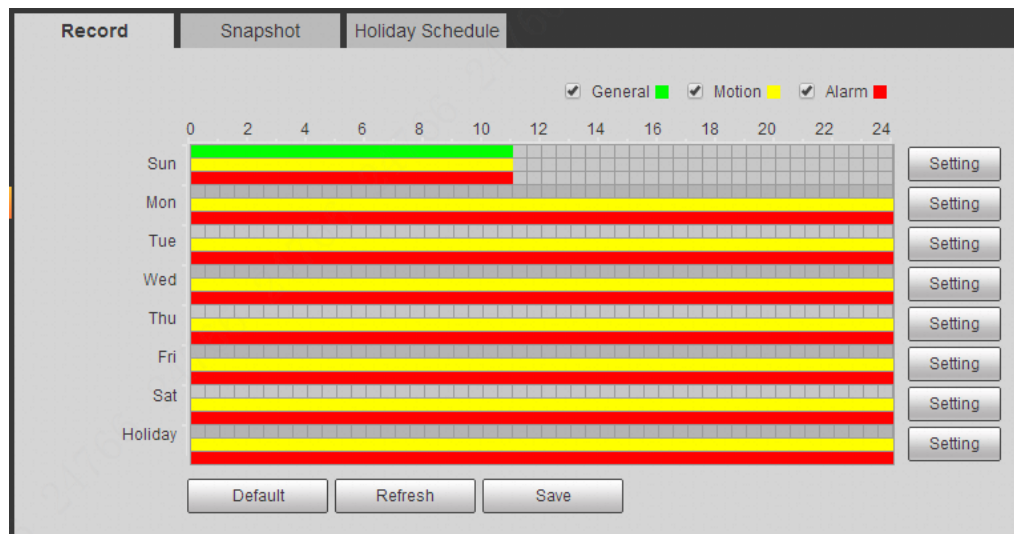 Record Snapshot Holiday Schedule
General Motion Alarm
0 2 4 6 8 10 12 14 16 18 20 22 24
Sun Setting
Mon Setting
Tue Setting
Wed Setting
Thu Setting
Fri Setting
Sat Setting
Holiday Setting
Default Refresh Save